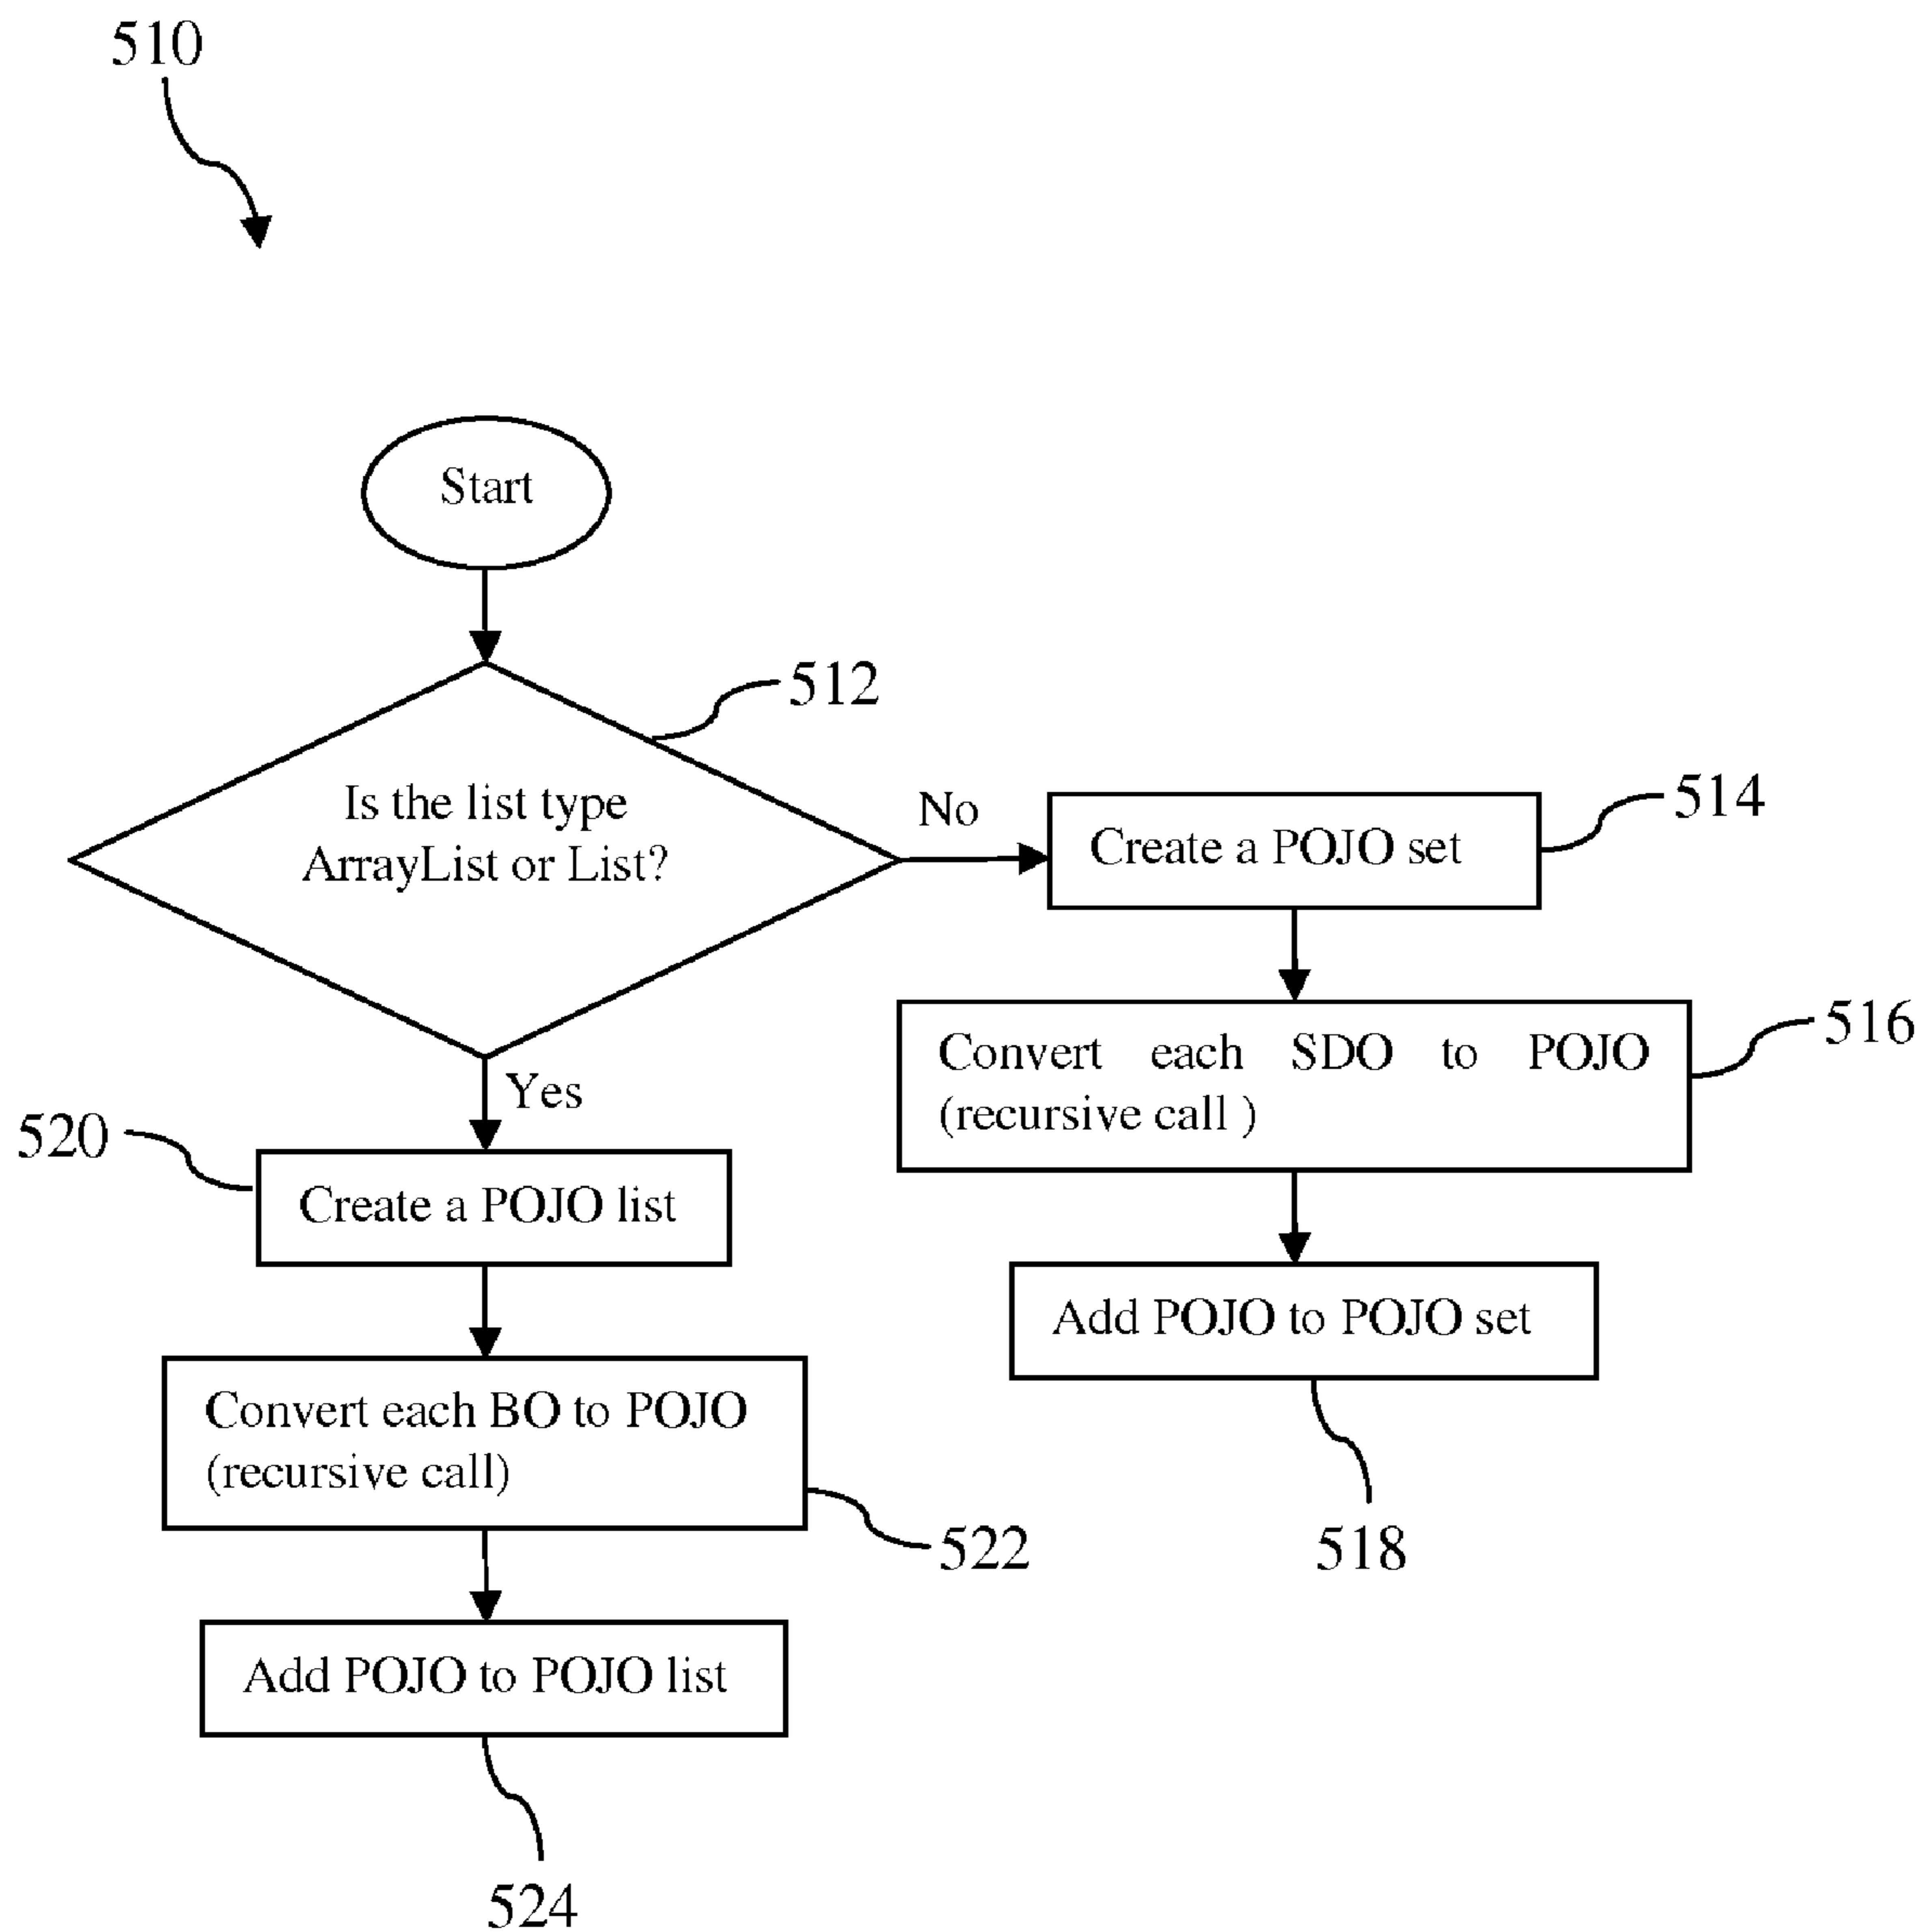 510
Start
512
Is the list type
ArrayList or List?
No
Create a POJO set
514
Convert each SDO to POJO
(recursive call )
516
Yes
520
Create a POJO list
Add POJO to POJO set
518
Convert each BO to POJO
(recursive call)
522
Add POJO to POJO list
524